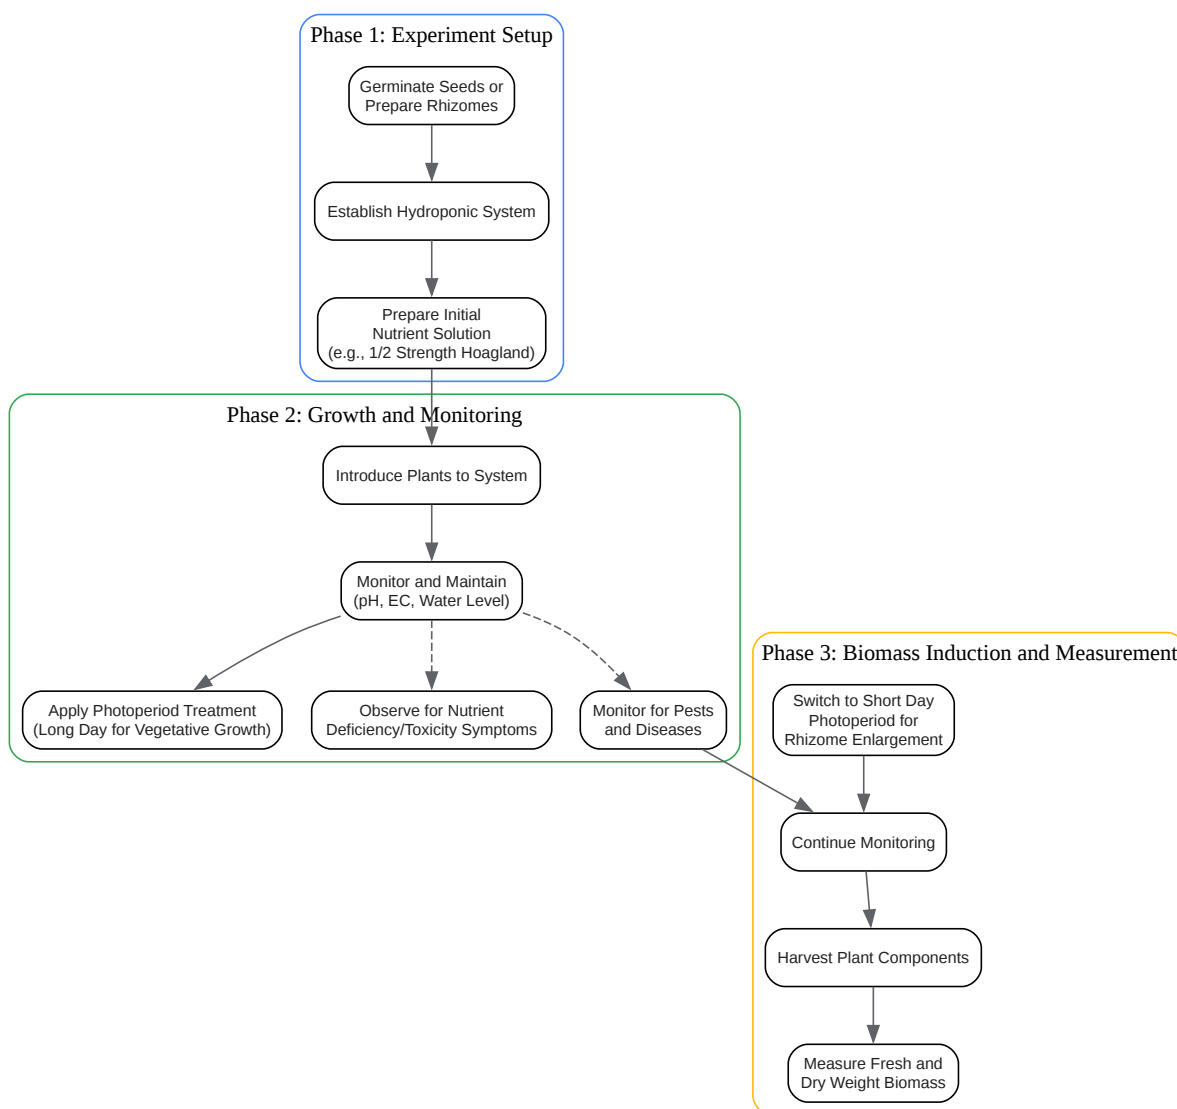 Phase 1: Experiment Setup
Germinate Seeds or
Prepare Rhizomes
Establish Hydroponic System
Prepare Initial
Nutrient Solution
(e.g., 1/2 Strength Hoagland)
Phase 2: Growth and Monitoring
Introduce Plants to System
Monitor and Maintain
(pH, EC, Water Level)
Apply Photoperiod Treatment
(Long Day for Vegetative Growth)
Observe for Nutrient
Deficiency/Toxicity Symptoms
Monitor for Pests
and Diseases
Phase 3: Biomass Induction and Measurement
Switch to Short Day
Photoperiod for
Rhizome Enlargement
Continue Monitoring
Harvest Plant Components
Measure Fresh and
Dry Weight Biomass